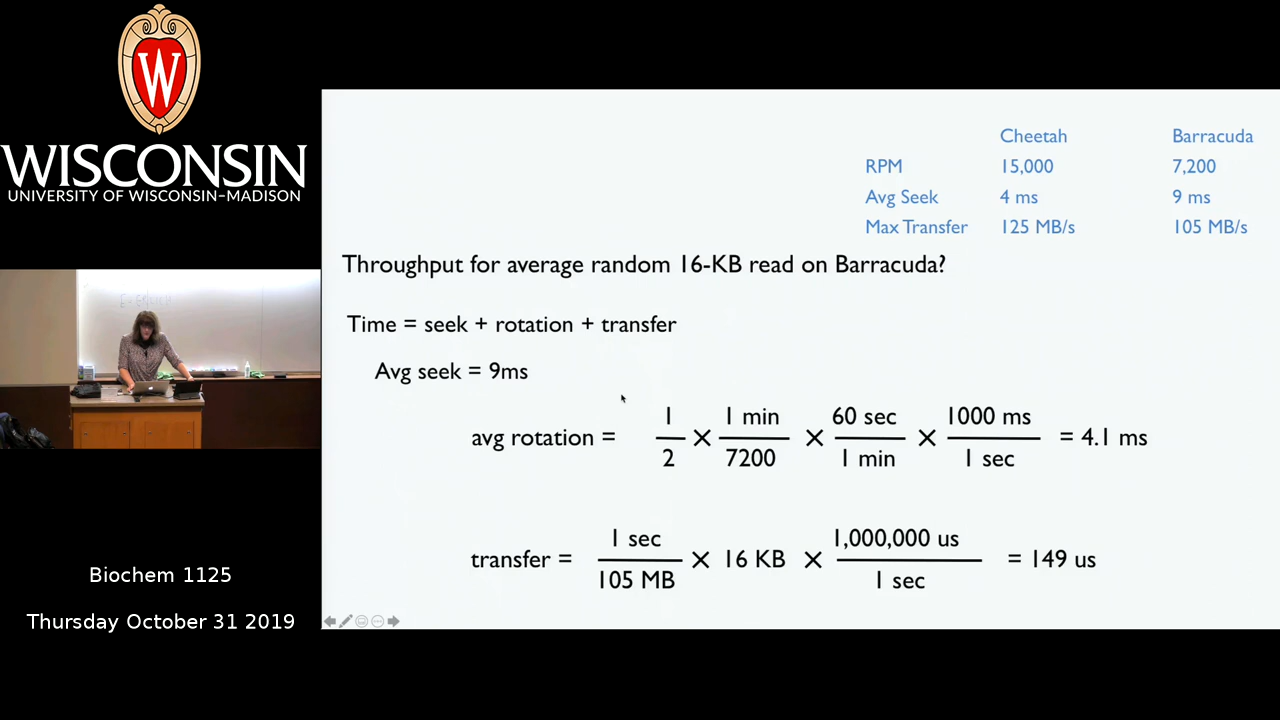 W
WISCONSIN
UNIVERSITY OF WISCONSIN–MADISON
Biochem 1125
Thursday October 31 2019
Cheetah Barracuda
RPM 15,000 7,200
Avg Seek 4 ms 9 ms
Max Transfer 125 MB/s 105 MB/s
Throughput for average random 16-KB read on Barracuda?
Time = seek + rotation + transfer
Avg seek = 9ms
avg rotation = 1/2 × 1 min/7200 × 60 sec/1 min × 1000 ms/1 sec = 4.1 ms
transfer = 1 sec/105 MB × 16 KB × 1,000,000 us/1 sec = 149 us